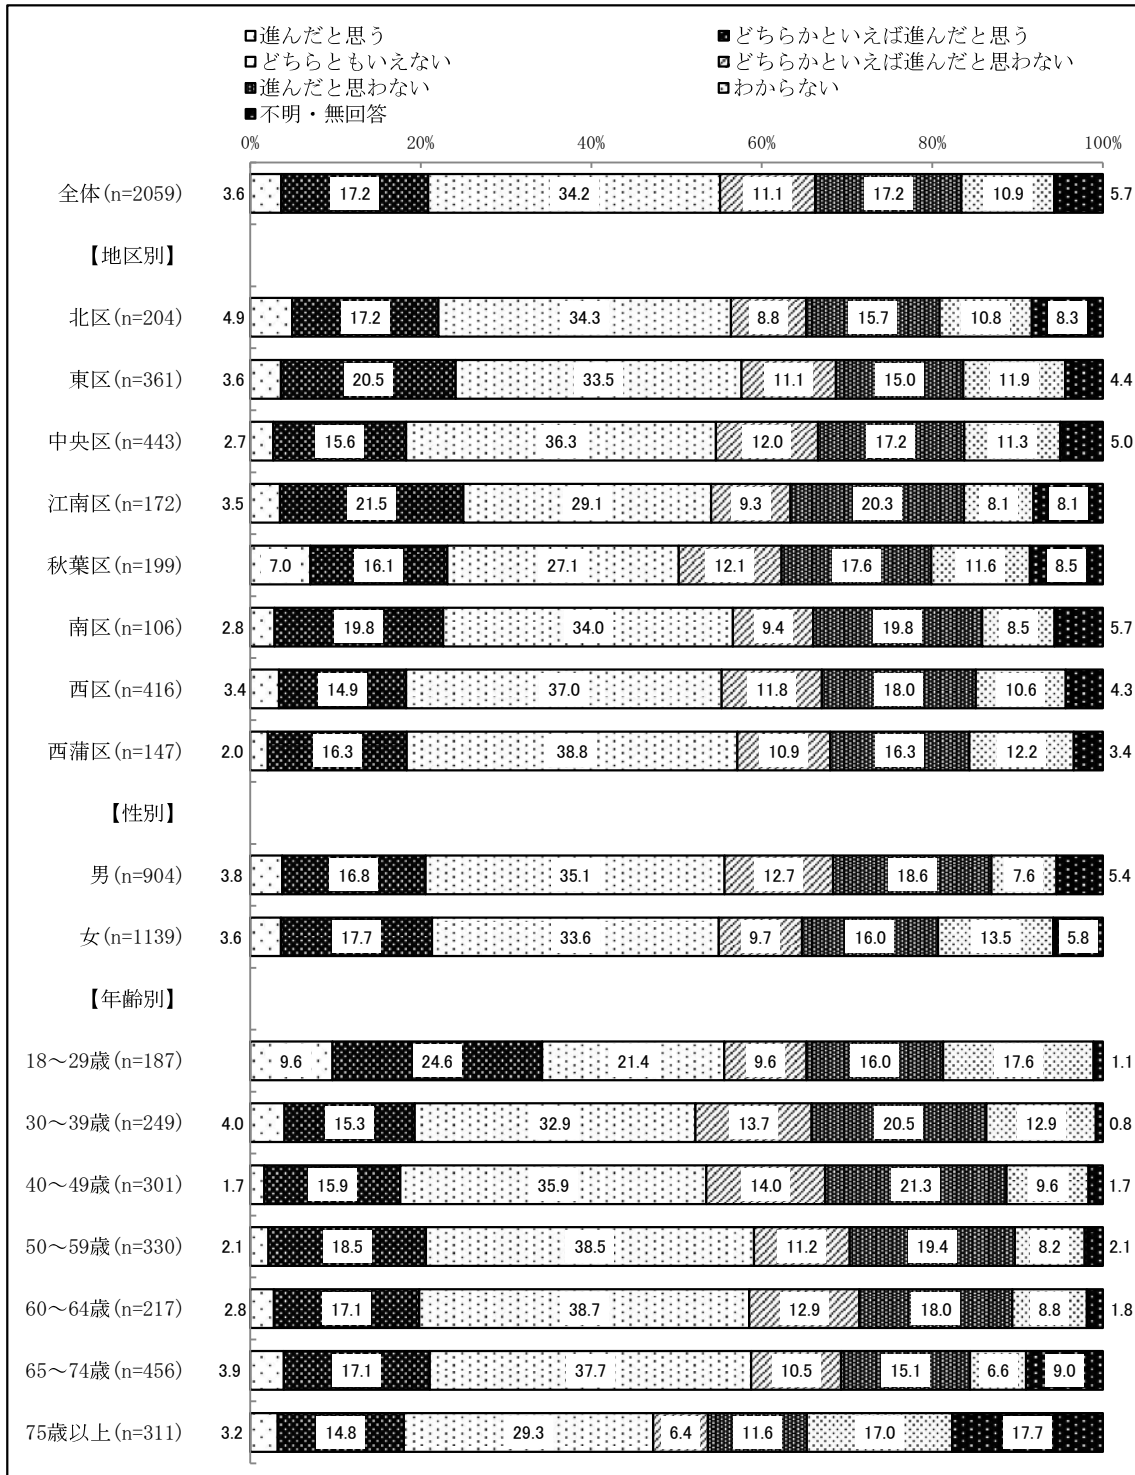 進んだと思う どちらかといえば進んだと思う
どちらともいえない どちらかといえば進んだと思わない
進んだと思わない わからない
不明・無回答
0% 20% 40% 60% 80% 100%
全体(n=2059) 3.6 17.2 34.2 11.1 17.2 10.9 5.7
【地区別】
北区(n=204) 4.9 17.2 34.3 8.8 15.7 10.8 8.3
東区(n=361) 3.6 20.5 33.5 11.1 15.0 11.9 4.4
中央区(n=443) 2.7 15.6 36.3 12.0 17.2 11.3 5.0
江南区(n=172) 3.5 21.5 29.1 9.3 20.3 8.1 8.1
秋葉区(n=199) 7.0 16.1 27.1 12.1 17.6 11.6 8.5
南区(n=106) 2.8 19.8 34.0 9.4 19.8 8.5 5.7
西区(n=416) 3.4 14.9 37.0 11.8 18.0 10.6 4.3
西蒲区(n=147) 2.0 16.3 38.8 10.9 16.3 12.2 3.4
【性別】
男(n=904) 3.8 16.8 35.1 12.7 18.6 7.6 5.4
女(n=1139) 3.6 17.7 33.6 9.7 16.0 13.5 5.8
【年齢別】
18～29歳(n=187) 9.6 24.6 21.4 9.6 16.0 17.6 1.1
30～39歳(n=249) 4.0 15.3 32.9 13.7 20.5 12.9 0.8
40～49歳(n=301) 1.7 15.9 35.9 14.0 21.3 9.6 1.7
50～59歳(n=330) 2.1 18.5 38.5 11.2 19.4 8.2 2.1
60～64歳(n=217) 2.8 17.1 38.7 12.9 18.0 8.8 1.8
65～74歳(n=456) 3.9 17.1 37.7 10.5 15.1 6.6 9.0
75歳以上(n=311) 3.2 14.8 29.3 6.4 11.6 17.0 17.7